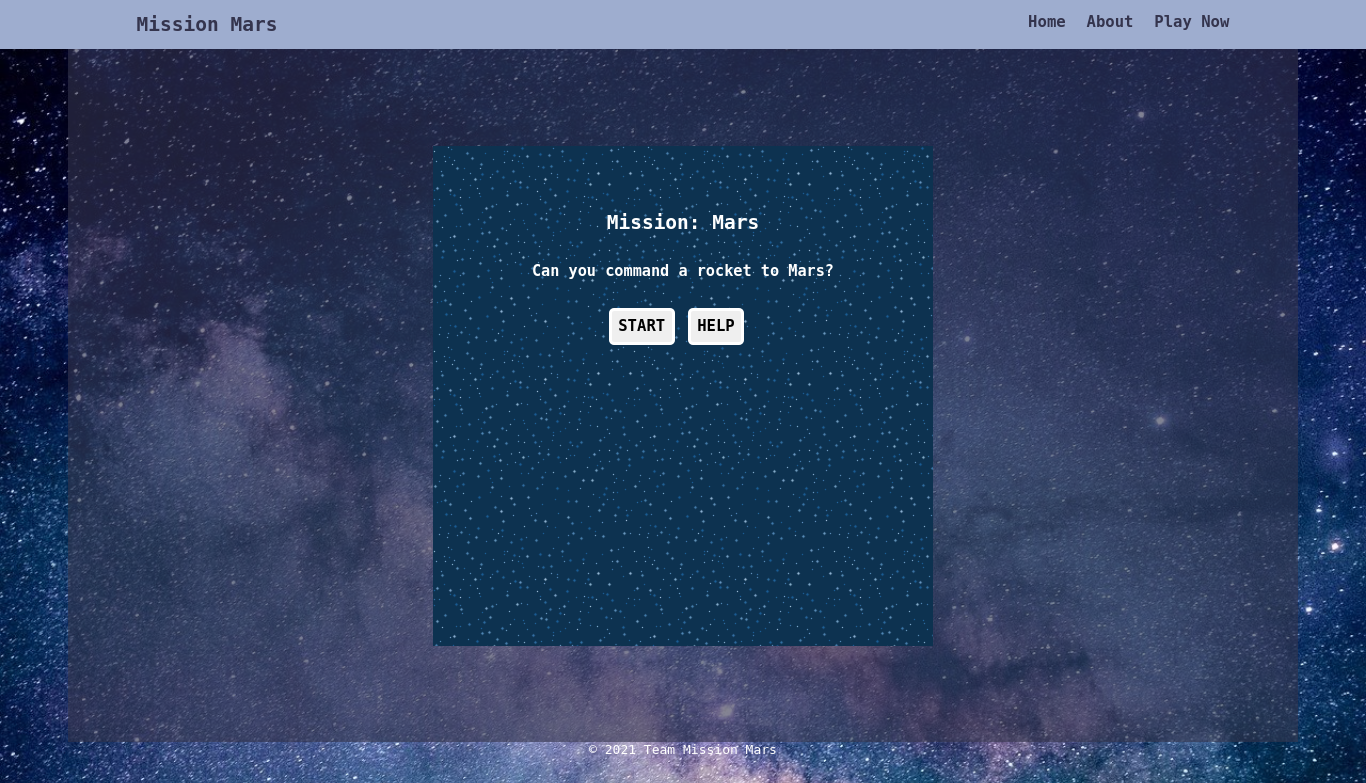 Mission Mars
Home About Play Now
Mission: Mars
Can you command a rocket to Mars?
START HELP
© 2021 Team Mission Mars